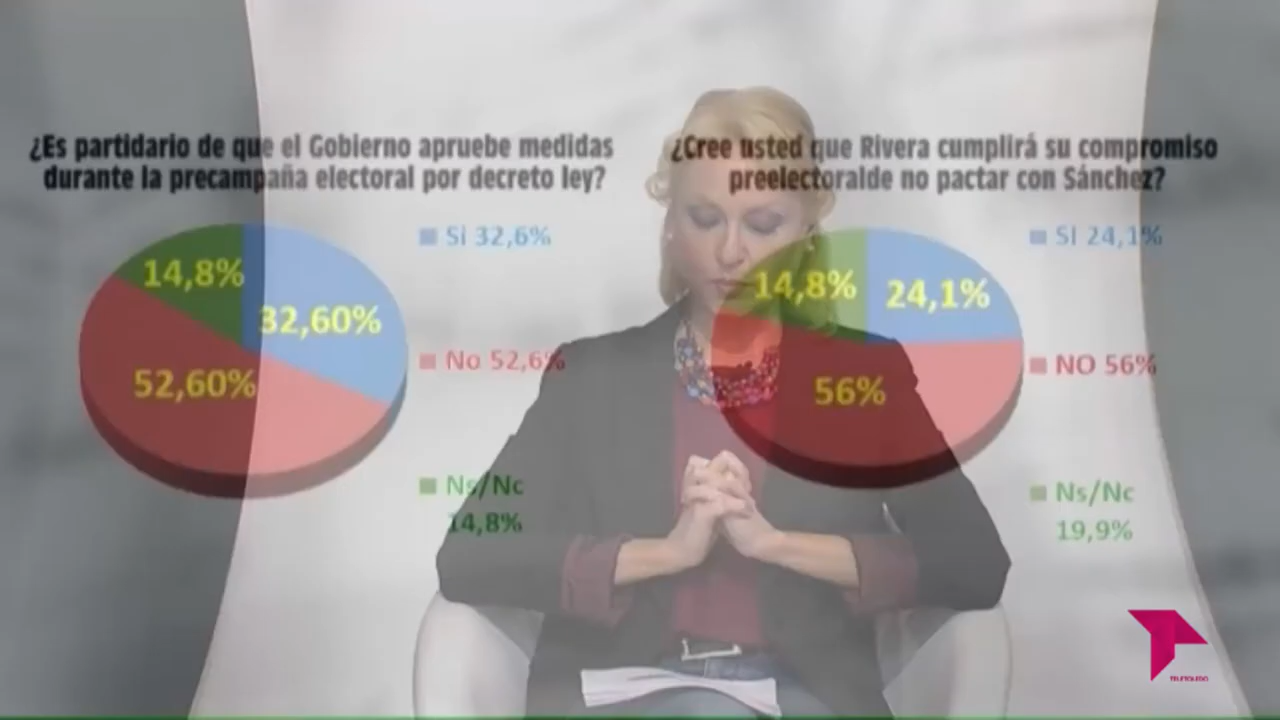 ¿Es partidario de que el Gobierno apruebe medidas
durante la precampaña electoral por decreto ley?
14,8%
32,60%
52,60%
Si 32,6%
No 52,6%
Ns/Nc
14,8%
¿Cree usted que Rivera cumplirá su compromiso
preelectoralde no pactar con Sánchez?
14,8%
24,1%
56%
SI 24,1%
NO 56%
Ns/Nc
19,9%